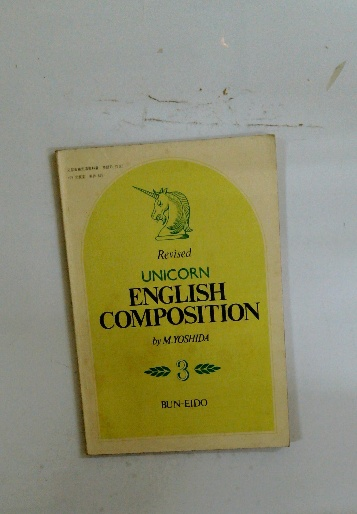 Revised
UNICORN
ENGLISH
COMPOSITION
by M. YOSHIDA
3
BUN-EIDO